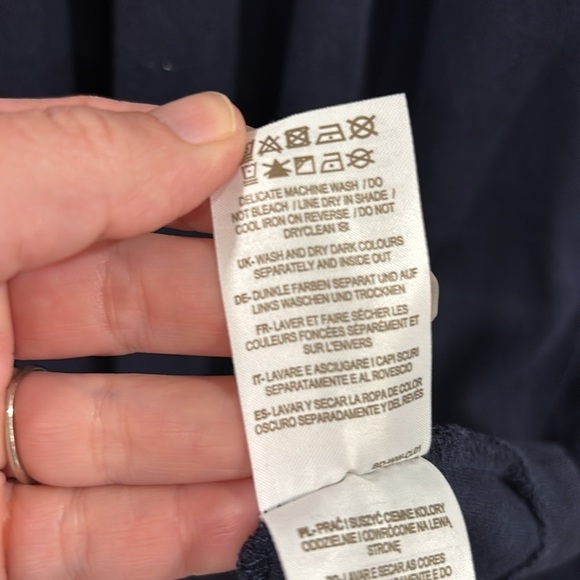 DELICATE MACHINE WASH / DO
NOT BLEACH / LINE DRY IN SHADE /
COOL IRON ON REVERSE / DO NOT
DRYCLEAN
UK- WASH AND DRY DARK COLOURS
SEPARATELY AND INSIDE OUT
DE- DUNKLE FARBEN SEPARAT UND AUF
LINKS WASCHEN UND TROCKNEN
FR- LAVER ET FAIRE SÉCHER LES
COULEURS FONCÉES SÉPARÉMENT ET
SUR L'ENVERS
IT- LAVARE E ASCIUGARE I CAPI SCURI
SEPARATAMENTE E AL ROVESCIO
ES- LAVAR Y SECAR LA ROPA DE COLOR
OSCURO SEPARADAMENTE Y DEL REVÉS
PL- PRAĆ I SUSZYĆ CIEMNE KOLORY
ODDZIELNIE I ODWRÓCONE NA LEWĄ
STRONĘ
LAVAR E SECAR AS CORES